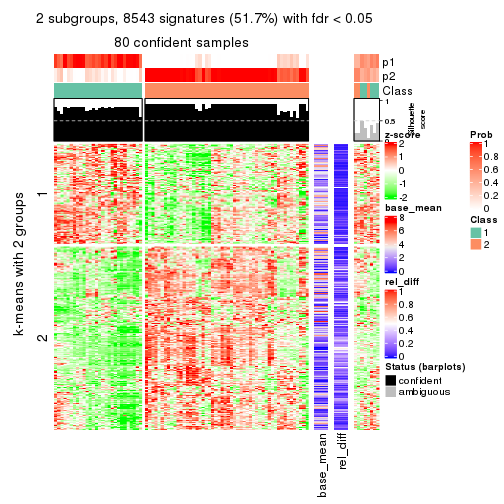 2 subgroups, 8543 signatures (51.7%) with fdr < 0.05
80 confident samples
p1
p2
Class
1
0.5
0
Silhouette
score
k-means with 2 groups
1
2
base_mean
rel_diff
z-score
2
1
0
-1
-2
base_mean
8
6
4
2
0
rel_diff
1
0.8
0.6
0.4
0.2
0
Status (barplots)
confident
ambiguous
Prob
1
0.8
0.6
0.4
0.2
0
Class
1
2